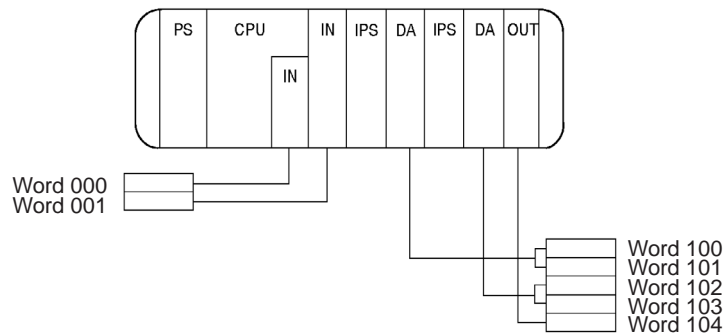 PS CPU IN IPS DA IPS DA OUT
IN
Word 000
Word 001
Word 100
Word 101
Word 102
Word 103
Word 104